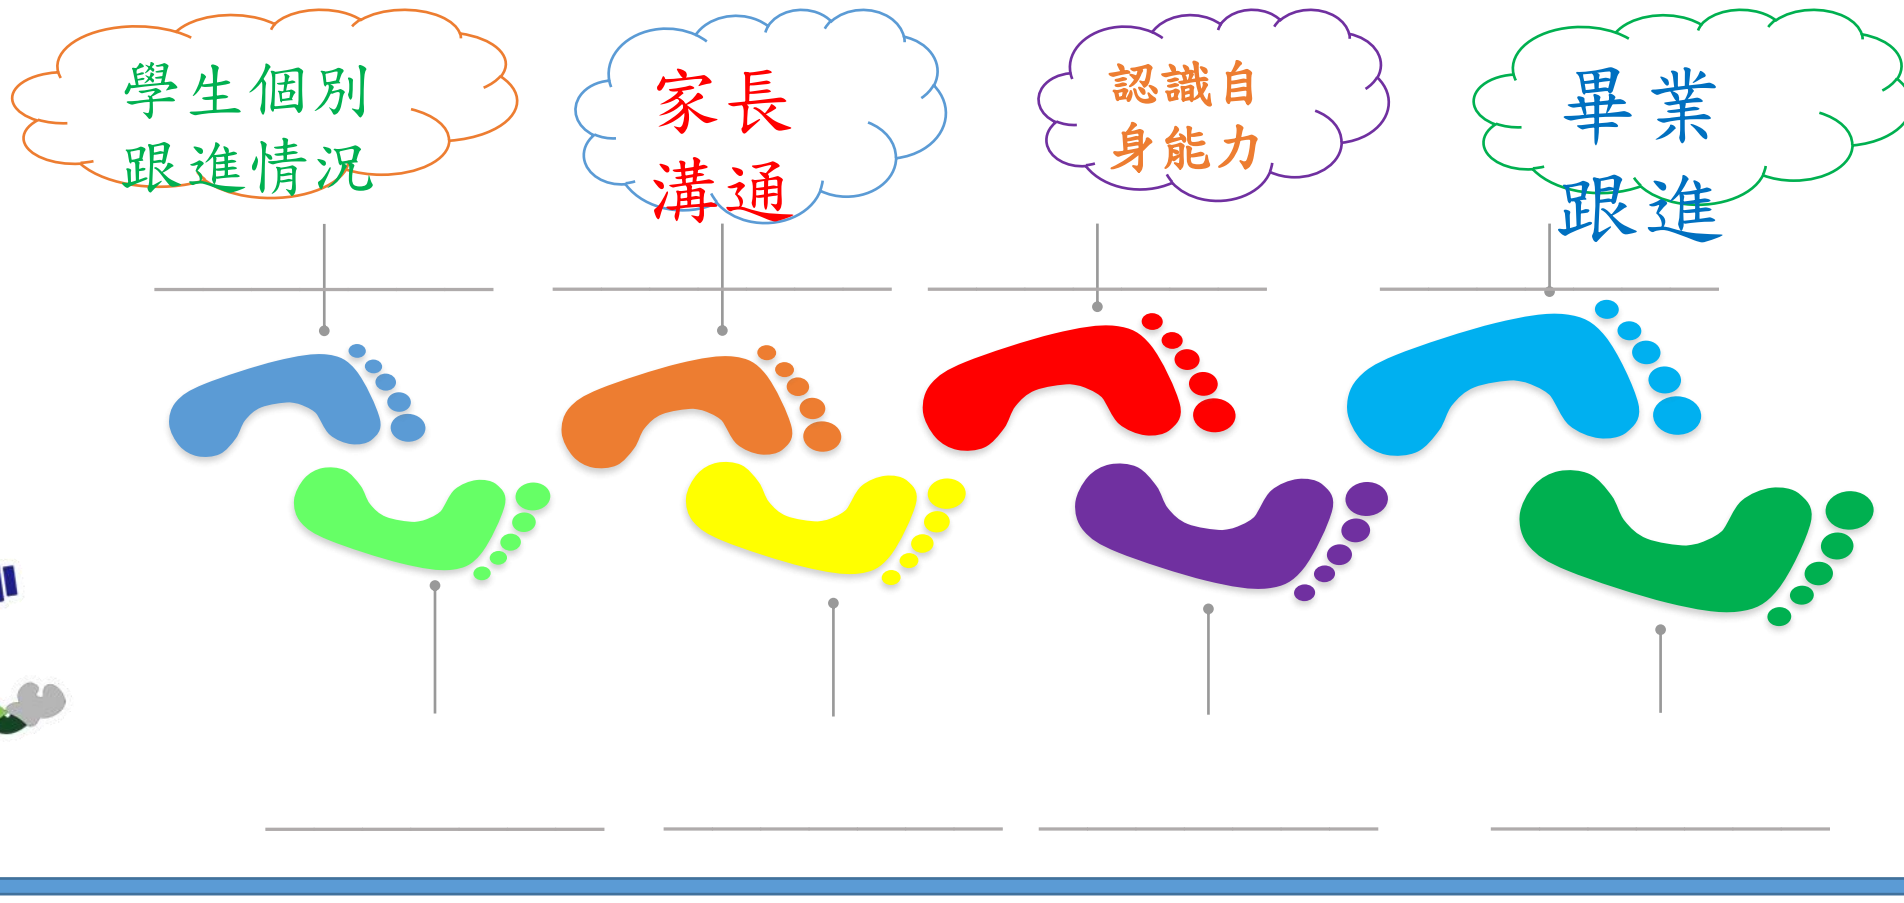 學生個別
跟進情況
家長
溝通
認識自
身能力
畢業
跟進